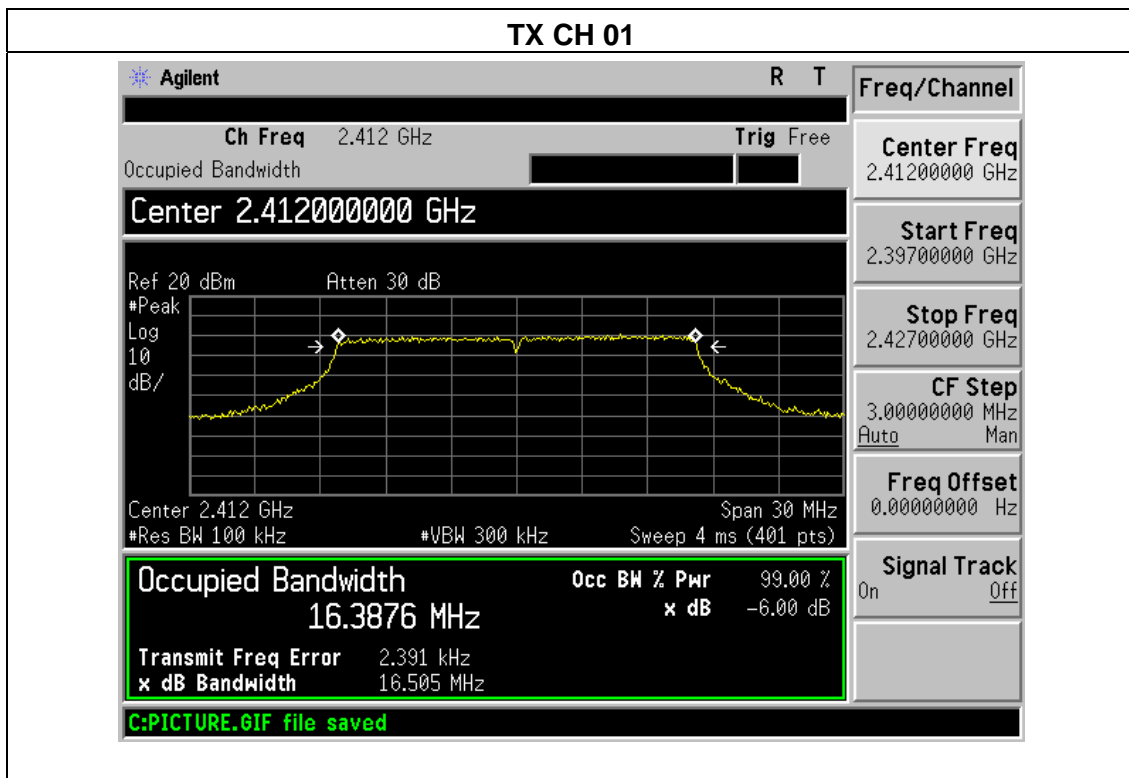 TX CH 01
Agilent R T
Freq/Channel
Ch Freq 2.412 GHz Trig Free
Occupied Bandwidth
Center 2.412000000 GHz
Center Freq
2.41200000 GHz
Start Freq
2.39700000 GHz
Stop Freq
2.42700000 GHz
CF Step
3.00000000 MHz
Auto Man
Freq Offset
0.00000000 Hz
Signal Track
On Off
Ref 20 dBm Atten 30 dB
#Peak
Log
10
dB/
Center 2.412 GHz Span 30 MHz
#Res BW 100 kHz #VBW 300 kHz Sweep 4 ms (401 pts)
Occupied Bandwidth Occ BW % Pwr 99.00 %
16.3876 MHz x dB -6.00 dB
Transmit Freq Error 2.391 kHz
x dB Bandwidth 16.505 MHz
C:PICTURE.GIF file saved